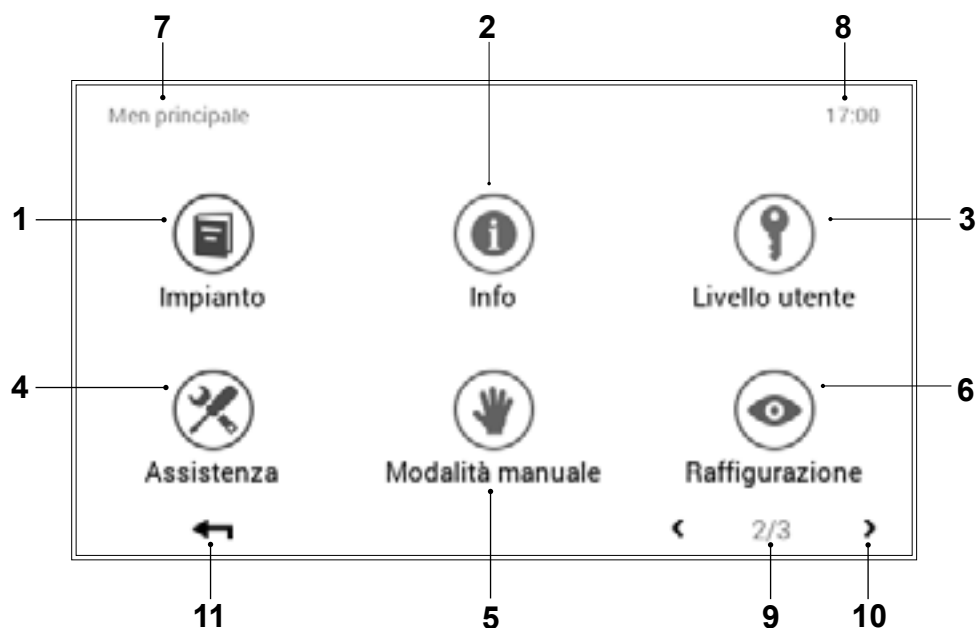 7 2 8
Men principale 17:00
1 3
Impianto Info Livello utente
4 6
Assistenza Modalità manuale Raffigurazione
2/3
11 5 9 10